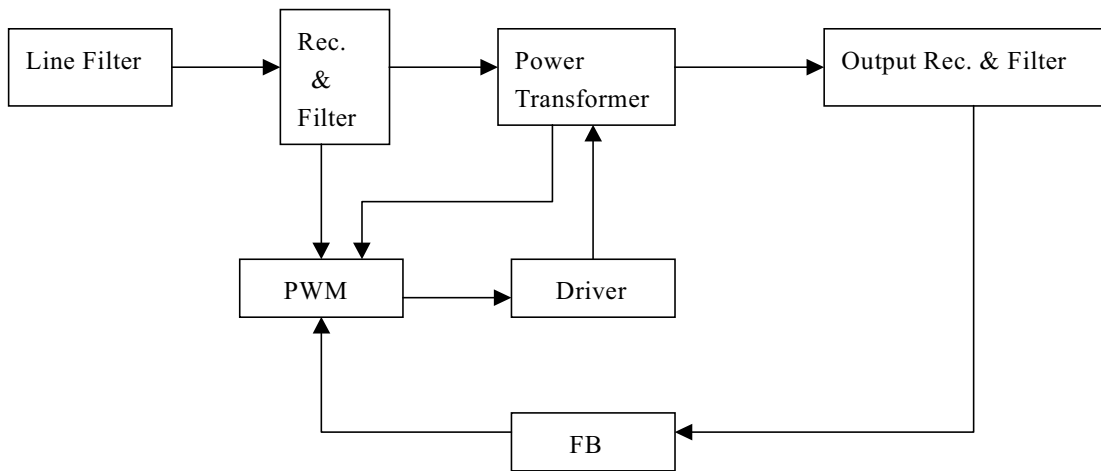 Line Filter
Rec.
&
Filter
Power
Transformer
Output Rec. & Filter
PWM
Driver
FB